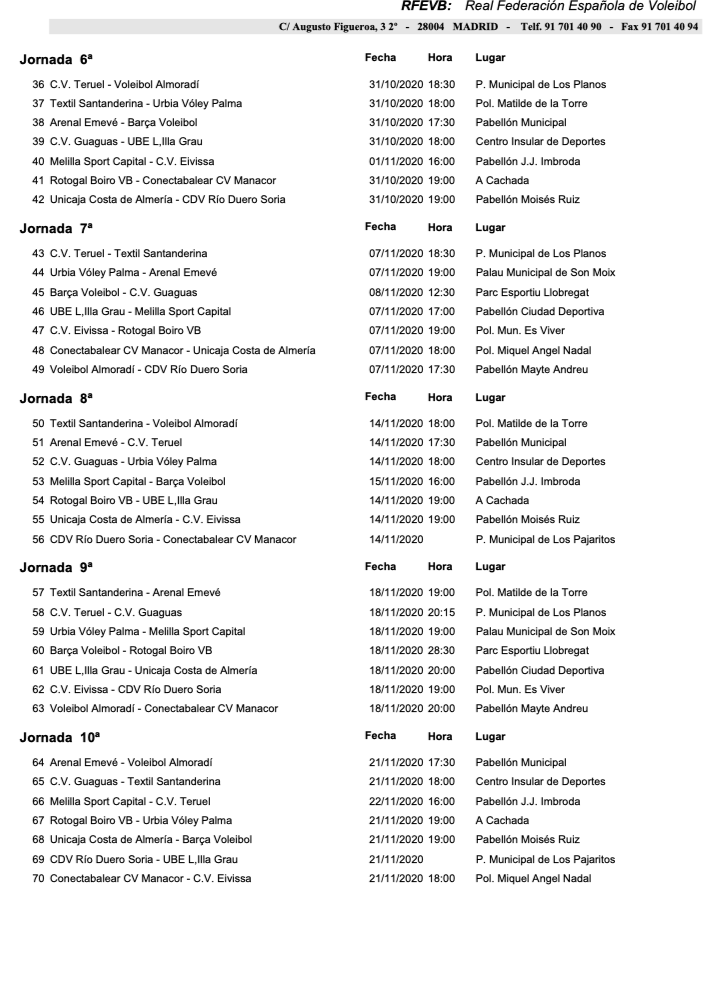 RFEVB: Real Federación Española de Voleibol
C/ Augusto Figueroa, 3 2º - 28004 MADRID - Telf. 91 701 40 90 - Fax 91 701 40 94
Jornada 6ª Fecha Hora Lugar
36 C.V. Teruel - Voleibol Almoradí 31/10/2020 18:30 P. Municipal de Los Planos
37 Textil Santanderina - Urbia Vóley Palma 31/10/2020 18:00 Pol. Matilde de la Torre
38 Arenal Emevé - Barça Voleibol 31/10/2020 17:30 Pabellón Municipal
39 C.V. Guaguas - UBE L,Illa Grau 31/10/2020 18:00 Centro Insular de Deportes
40 Melilla Sport Capital - C.V. Eivissa 01/11/2020 16:00 Pabellón J.J. Imbroda
41 Rotogal Boiro VB - Conectabalear CV Manacor 31/10/2020 19:00 A Cachada
42 Unicaja Costa de Almería - CDV Río Duero Soria 31/10/2020 19:00 Pabellón Moisés Ruiz
Jornada 7ª Fecha Hora Lugar
43 C.V. Teruel - Textil Santanderina 07/11/2020 18:30 P. Municipal de Los Planos
44 Urbia Vóley Palma - Arenal Emevé 07/11/2020 19:00 Palau Municipal de Son Moix
45 Barça Voleibol - C.V. Guaguas 08/11/2020 12:30 Parc Esportiu Llobregat
46 UBE L,Illa Grau - Melilla Sport Capital 07/11/2020 17:00 Pabellón Ciudad Deportiva
47 C.V. Eivissa - Rotogal Boiro VB 07/11/2020 19:00 Pol. Mun. Es Viver
48 Conectabalear CV Manacor - Unicaja Costa de Almería 07/11/2020 18:00 Pol. Miquel Angel Nadal
49 Voleibol Almoradí - CDV Río Duero Soria 07/11/2020 17:30 Pabellón Mayte Andreu
Jornada 8ª Fecha Hora Lugar
50 Textil Santanderina - Voleibol Almoradí 14/11/2020 18:00 Pol. Matilde de la Torre
51 Arenal Emevé - C.V. Teruel 14/11/2020 17:30 Pabellón Municipal
52 C.V. Guaguas - Urbia Vóley Palma 14/11/2020 18:00 Centro Insular de Deportes
53 Melilla Sport Capital - Barça Voleibol 15/11/2020 16:00 Pabellón J.J. Imbroda
54 Rotogal Boiro VB - UBE L,Illa Grau 14/11/2020 19:00 A Cachada
55 Unicaja Costa de Almería - C.V. Eivissa 14/11/2020 19:00 Pabellón Moisés Ruiz
56 CDV Río Duero Soria - Conectabalear CV Manacor 14/11/2020 P. Municipal de Los Pajaritos
Jornada 9ª Fecha Hora Lugar
57 Textil Santanderina - Arenal Emevé 18/11/2020 19:00 Pol. Matilde de la Torre
58 C.V. Teruel - C.V. Guaguas 18/11/2020 20:15 P. Municipal de Los Planos
59 Urbia Vóley Palma - Melilla Sport Capital 18/11/2020 19:00 Palau Municipal de Son Moix
60 Barça Voleibol - Rotogal Boiro VB 18/11/2020 28:30 Parc Esportiu Llobregat
61 UBE L,Illa Grau - Unicaja Costa de Almería 18/11/2020 20:00 Pabellón Ciudad Deportiva
62 C.V. Eivissa - CDV Río Duero Soria 18/11/2020 19:00 Pol. Mun. Es Viver
63 Voleibol Almoradí - Conectabalear CV Manacor 18/11/2020 20:00 Pabellón Mayte Andreu
Jornada 10ª Fecha Hora Lugar
64 Arenal Emevé - Voleibol Almoradí 21/11/2020 17:30 Pabellón Municipal
65 C.V. Guaguas - Textil Santanderina 21/11/2020 18:00 Centro Insular de Deportes
66 Melilla Sport Capital - C.V. Teruel 22/11/2020 16:00 Pabellón J.J. Imbroda
67 Rotogal Boiro VB - Urbia Vóley Palma 21/11/2020 19:00 A Cachada
68 Unicaja Costa de Almería - Barça Voleibol 21/11/2020 19:00 Pabellón Moisés Ruiz
69 CDV Río Duero Soria - UBE L,Illa Grau 21/11/2020 P. Municipal de Los Pajaritos
70 Conectabalear CV Manacor - C.V. Eivissa 21/11/2020 18:00 Pol. Miquel Angel Nadal